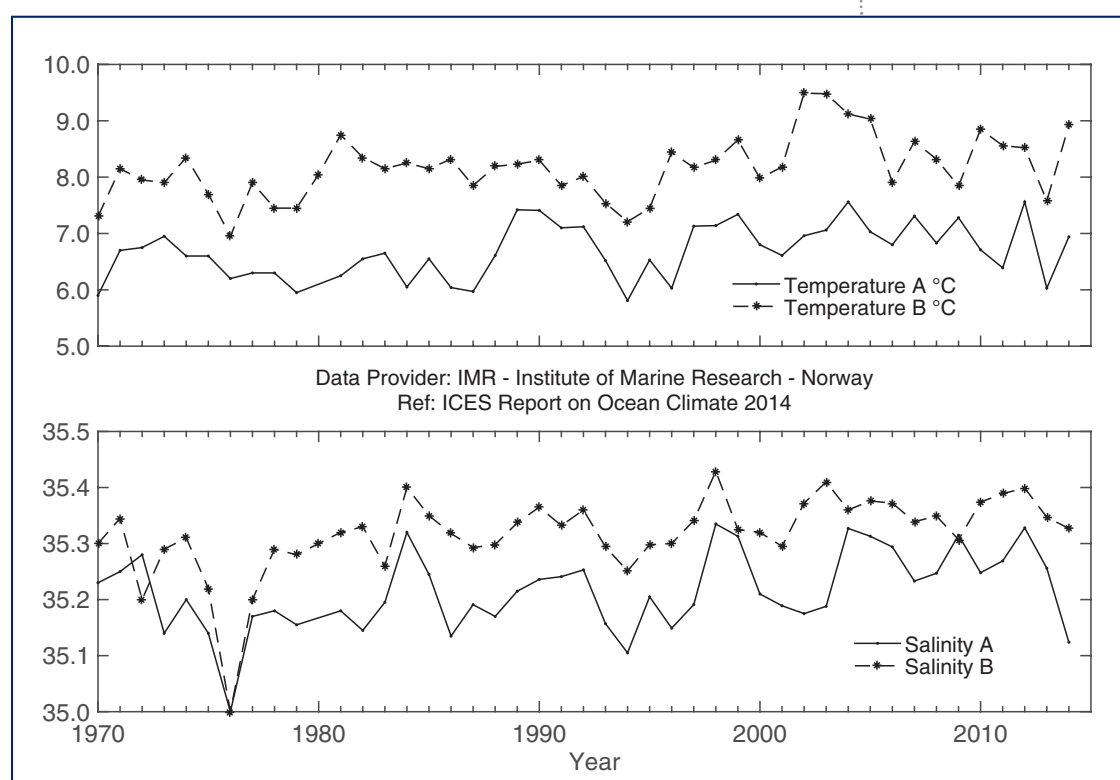 10.0
9.0
8.0
7.0
6.0
5.0
Temperature A °C
Temperature B °C
Data Provider: IMR - Institute of Marine Research - Norway
Ref: ICES Report on Ocean Climate 2014
35.5
35.4
35.3
35.2
35.1
35.0
Salinity A
Salinity B
1970 1980 1990 2000 2010
Year